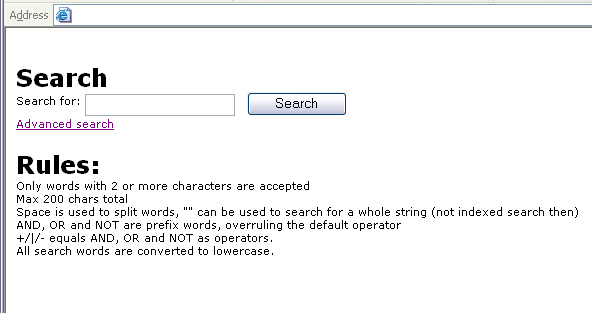 Address
Search
Search for:
Search
Advanced search
Rules:
Only words with 2 or more characters are accepted
Max 200 chars total
Space is used to split words, "" can be used to search for a whole string (not indexed search then)
AND, OR and NOT are prefix words, overruling the default operator
+/|/- equals AND, OR and NOT as operators.
All search words are converted to lowercase.